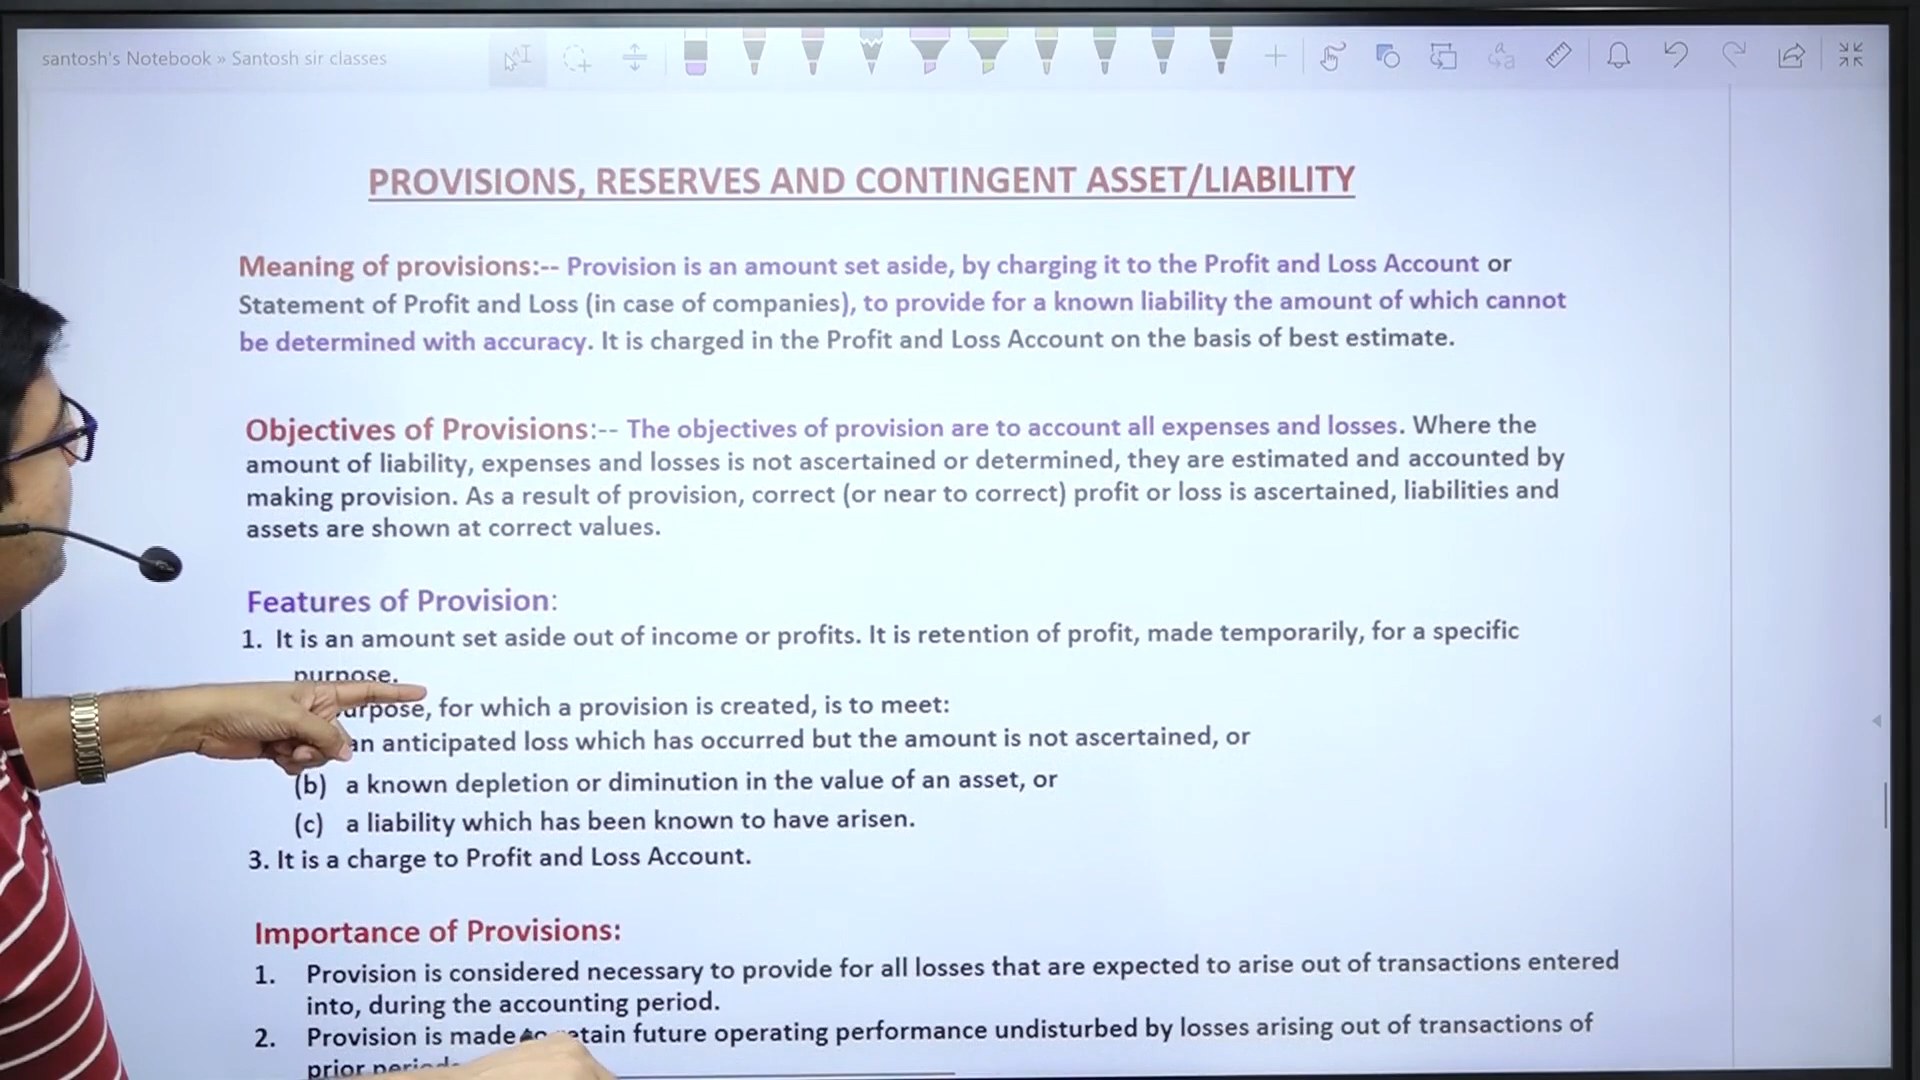 santosh's Notebook » Santosh sir classes
PROVISIONS, RESERVES AND CONTINGENT ASSET/LIABILITY
Meaning of provisions:-- Provision is an amount set aside, by charging it to the Profit and Loss Account or
Statement of Profit and Loss (in case of companies), to provide for a known liability the amount of which cannot
be determined with accuracy. It is charged in the Profit and Loss Account on the basis of best estimate.
Objectives of Provisions:-- The objectives of provision are to account all expenses and losses. Where the
amount of liability, expenses and losses is not ascertained or determined, they are estimated and accounted by
making provision. As a result of provision, correct (or near to correct) profit or loss is ascertained, liabilities and
assets are shown at correct values.
Features of Provision:
1. It is an amount set aside out of income or profits. It is retention of profit, made temporarily, for a specific
purpose.
for which a provision is created, is to meet:
an anticipated loss which has occurred but the amount is not ascertained, or
(b) a known depletion or diminution in the value of an asset, or
(c) a liability which has been known to have arisen.
3. It is a charge to Profit and Loss Account.
Importance of Provisions:
1. Provision is considered necessary to provide for all losses that are expected to arise out of transactions entered
into, during the accounting period.
2. Provision is made future operating performance undisturbed by losses arising out of transactions of
prior